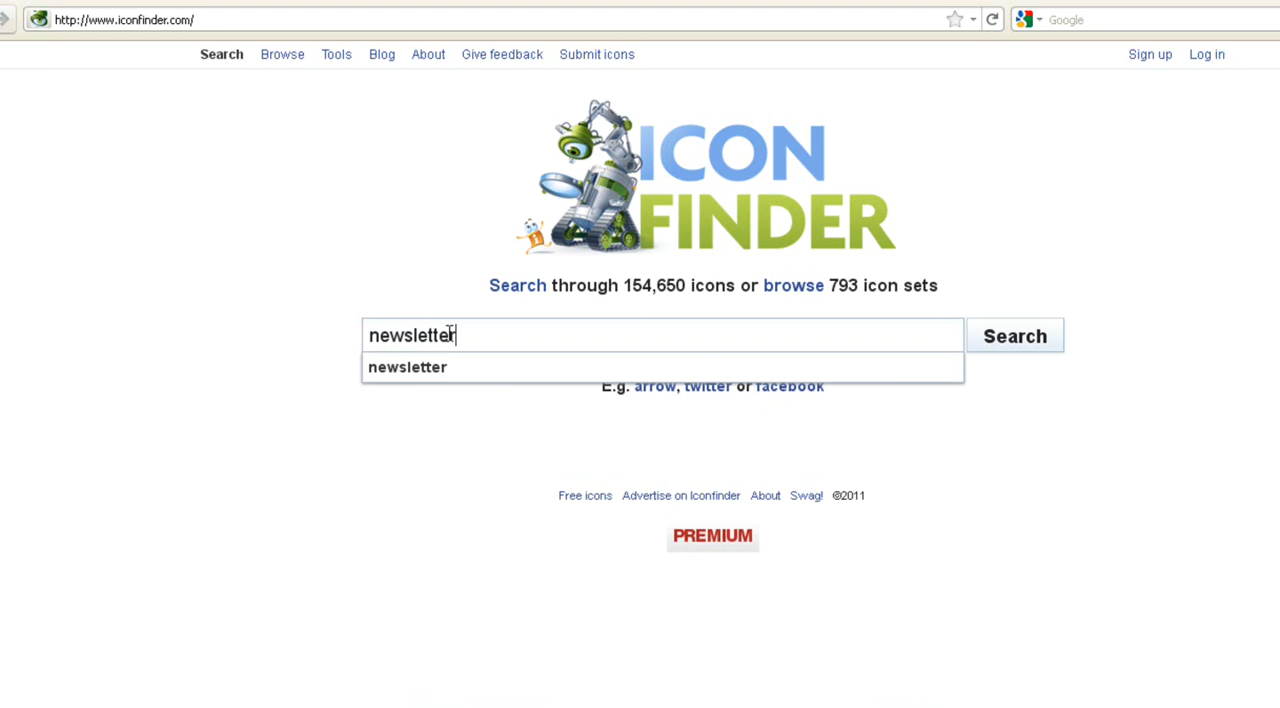 http://www.iconfinder.com/
Google
Search Browse Tools Blog About Give feedback Submit icons Sign up Log in
ICON
FINDER
Search through 154,650 icons or browse 793 icon sets
newsletter Search
newsletter
E.g. arrow, twitter or facebook
Free icons Advertise on Iconfinder About Swag! ©2011
PREMIUM